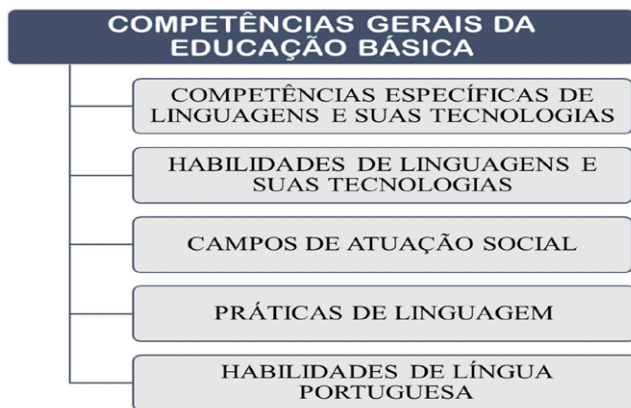 COMPETÊNCIAS GERAIS DA
EDUCAÇÃO BÁSICA
COMPETÊNCIAS ESPECÍFICAS DE
LINGUAGENS E SUAS TECNOLOGIAS
HABILIDADES DE LINGUAGENS E
SUAS TECNOLOGIAS
CAMPOS DE ATUAÇÃO SOCIAL
PRÁTICAS DE LINGUAGEM
HABILIDADES DE LÍNGUA
PORTUGUESA